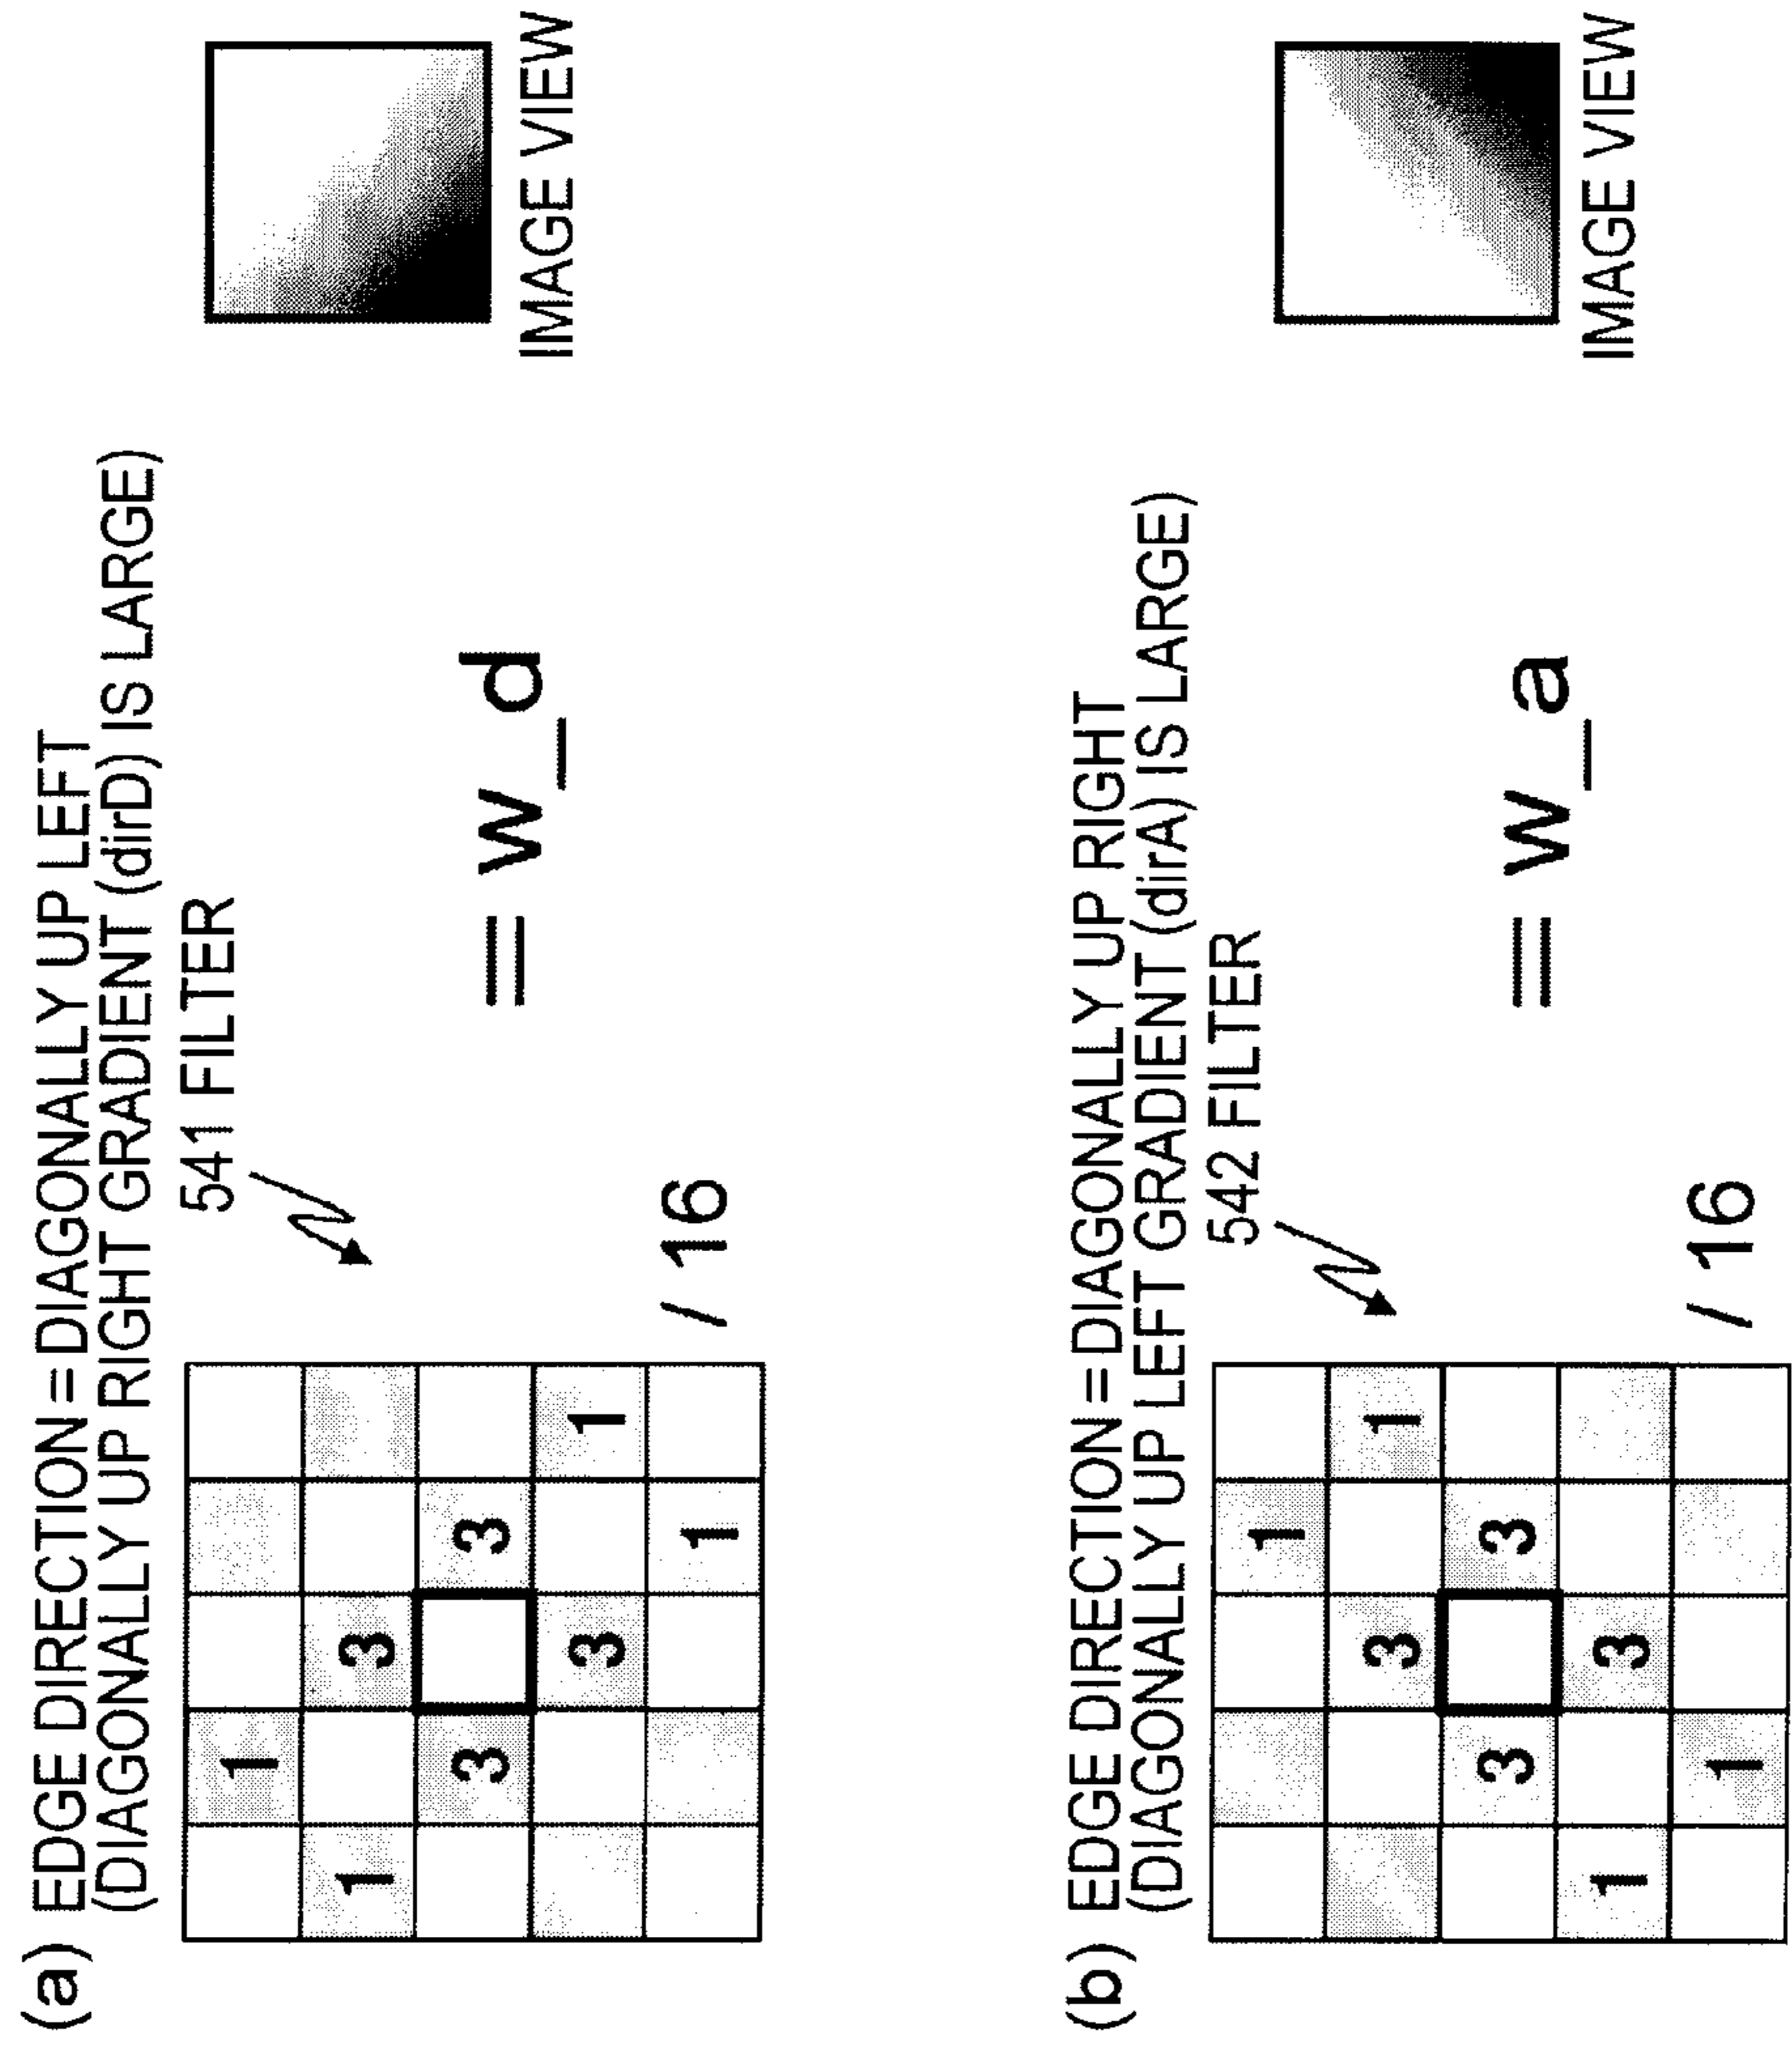 (a) EDGE DIRECTION = DIAGONALLY UP LEFT
(DIAGONALLY UP RIGHT GRADIENT (dirD) IS LARGE)
541 FILTER
1
1 3
3 3
3 1
1
/ 16
= w_d
IMAGE VIEW
(b) EDGE DIRECTION = DIAGONALLY UP RIGHT
(DIAGONALLY UP LEFT GRADIENT (dirA) IS LARGE)
542 FILTER
1
3 1
3 3
1 3
1
/ 16
= w_a
IMAGE VIEW